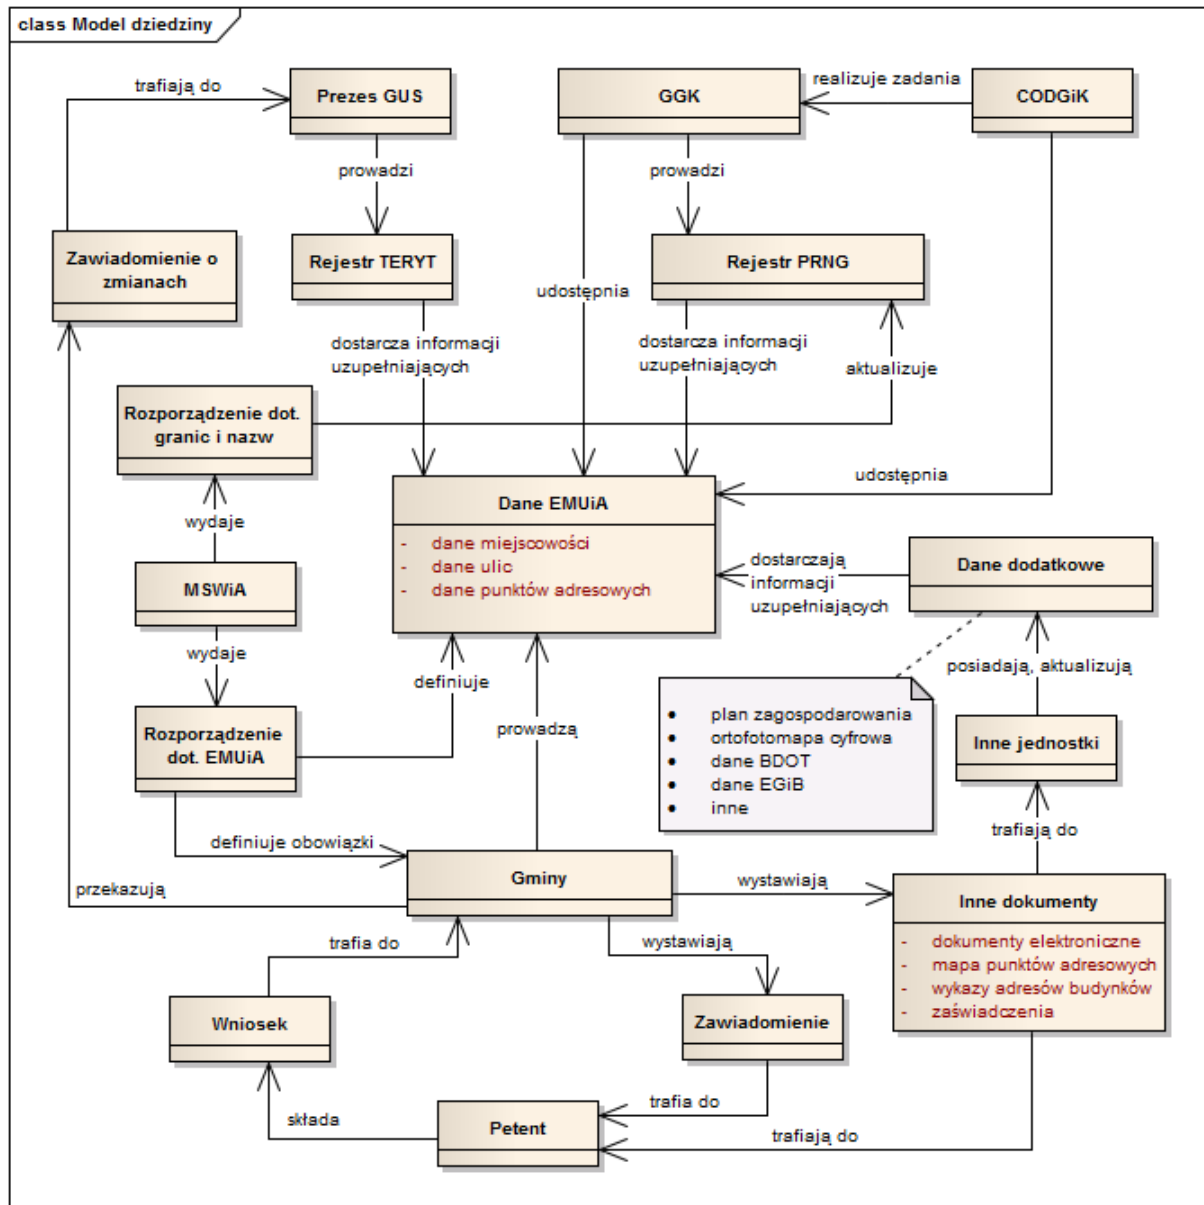 class Model dziedziny
trafiają do
Prezes GUS
GGK
realizuje zadania
CODGiK
prowadzi
prowadzi
Zawiadomienie o
zmianach
Rejestr TERYT
Rejestr PRNG
udostępnia
dostarcza informacji
uzupełniających
dostarcza informacji
uzupełniających
aktualizuje
Rozporządzenie dot.
granic i nazw
udostępnia
wydaje
Dane EMUiA
- dane miejscowości
- dane ulic
- dane punktów adresowych
MSWiA
dostarczają
informacji
uzupełniających
Dane dodatkowe
wydaje
definiuje
posiadają, aktualizują
Rozporządzenie
dot. EMUiA
prowadzą
• plan zagospodarowania
• ortofotomapa cyfrowa
• dane BDOT
• dane EGiB
• inne
Inne jednostki
trafiają do
definiuje obowiązki
Gminy
przekazują
wystawiają
Inne dokumenty
- dokumenty elektroniczne
- mapa punktów adresowych
- wykazy adresów budynków
- zaświadczenia
trafia do
wystawiają
Wniosek
Zawiadomienie
składa
Petent
trafia do
trafiają do